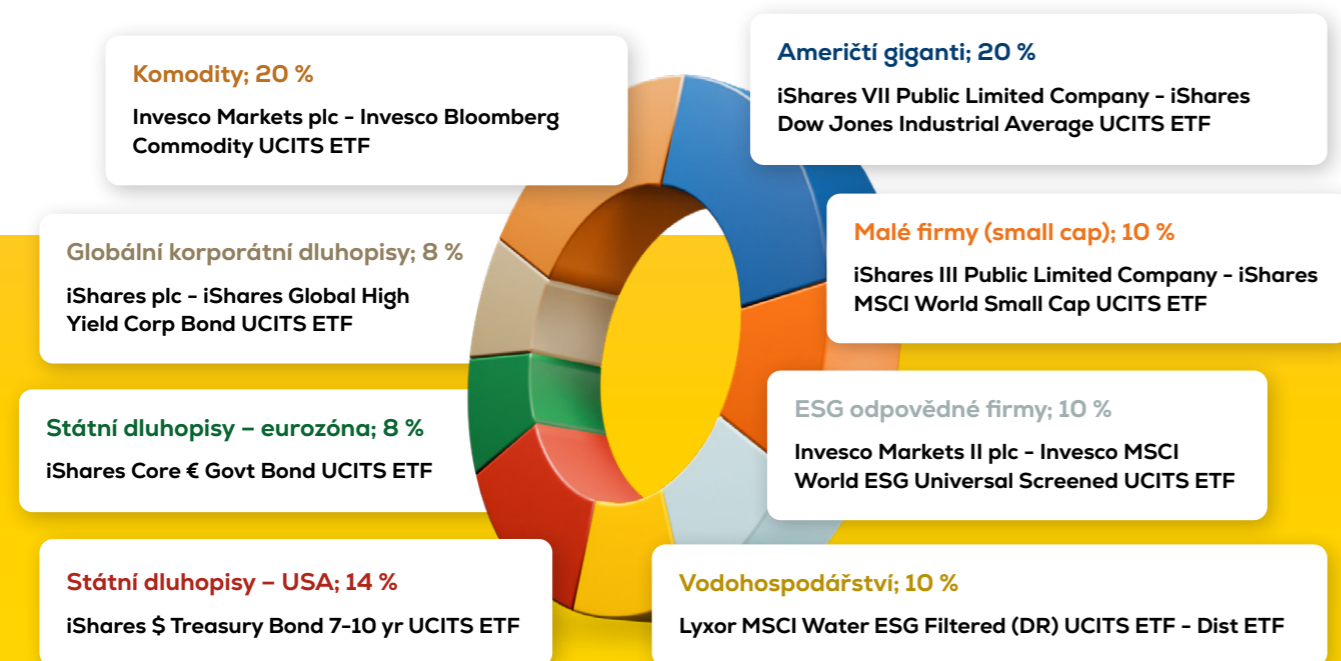 Komodity; 20 %
Invesco Markets plc - Invesco Bloomberg
Commodity UCITS ETF
Američtí giganti; 20 %
iShares VII Public Limited Company - iShares
Dow Jones Industrial Average UCITS ETF
Globální korporátní dluhopisy; 8 %
iShares plc - iShares Global High
Yield Corp Bond UCITS ETF
Malé firmy (small cap); 10 %
iShares III Public Limited Company - iShares
MSCI World Small Cap UCITS ETF
Státní dluhopisy – eurozóna; 8 %
iShares Core € Govt Bond UCITS ETF
ESG odpovědné firmy; 10 %
Invesco Markets II plc - Invesco MSCI
World ESG Universal Screened UCITS ETF
Státní dluhopisy – USA; 14 %
iShares $ Treasury Bond 7-10 yr UCITS ETF
Vodohospodářství; 10 %
Lyxor MSCI Water ESG Filtered (DR) UCITS ETF - Dist ETF